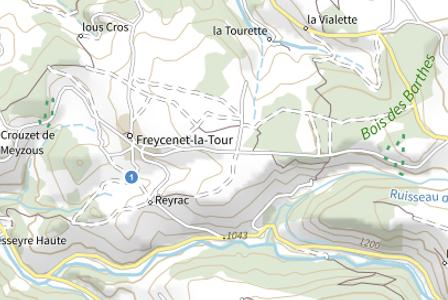 la Vialette
lous Cros
la Tourette
Bois des Barthes
Crouzet de
Meyzous
Freycenet-la-Tour
1
Ruisseau d
Reyrac
1043
1200
esseyre Haute